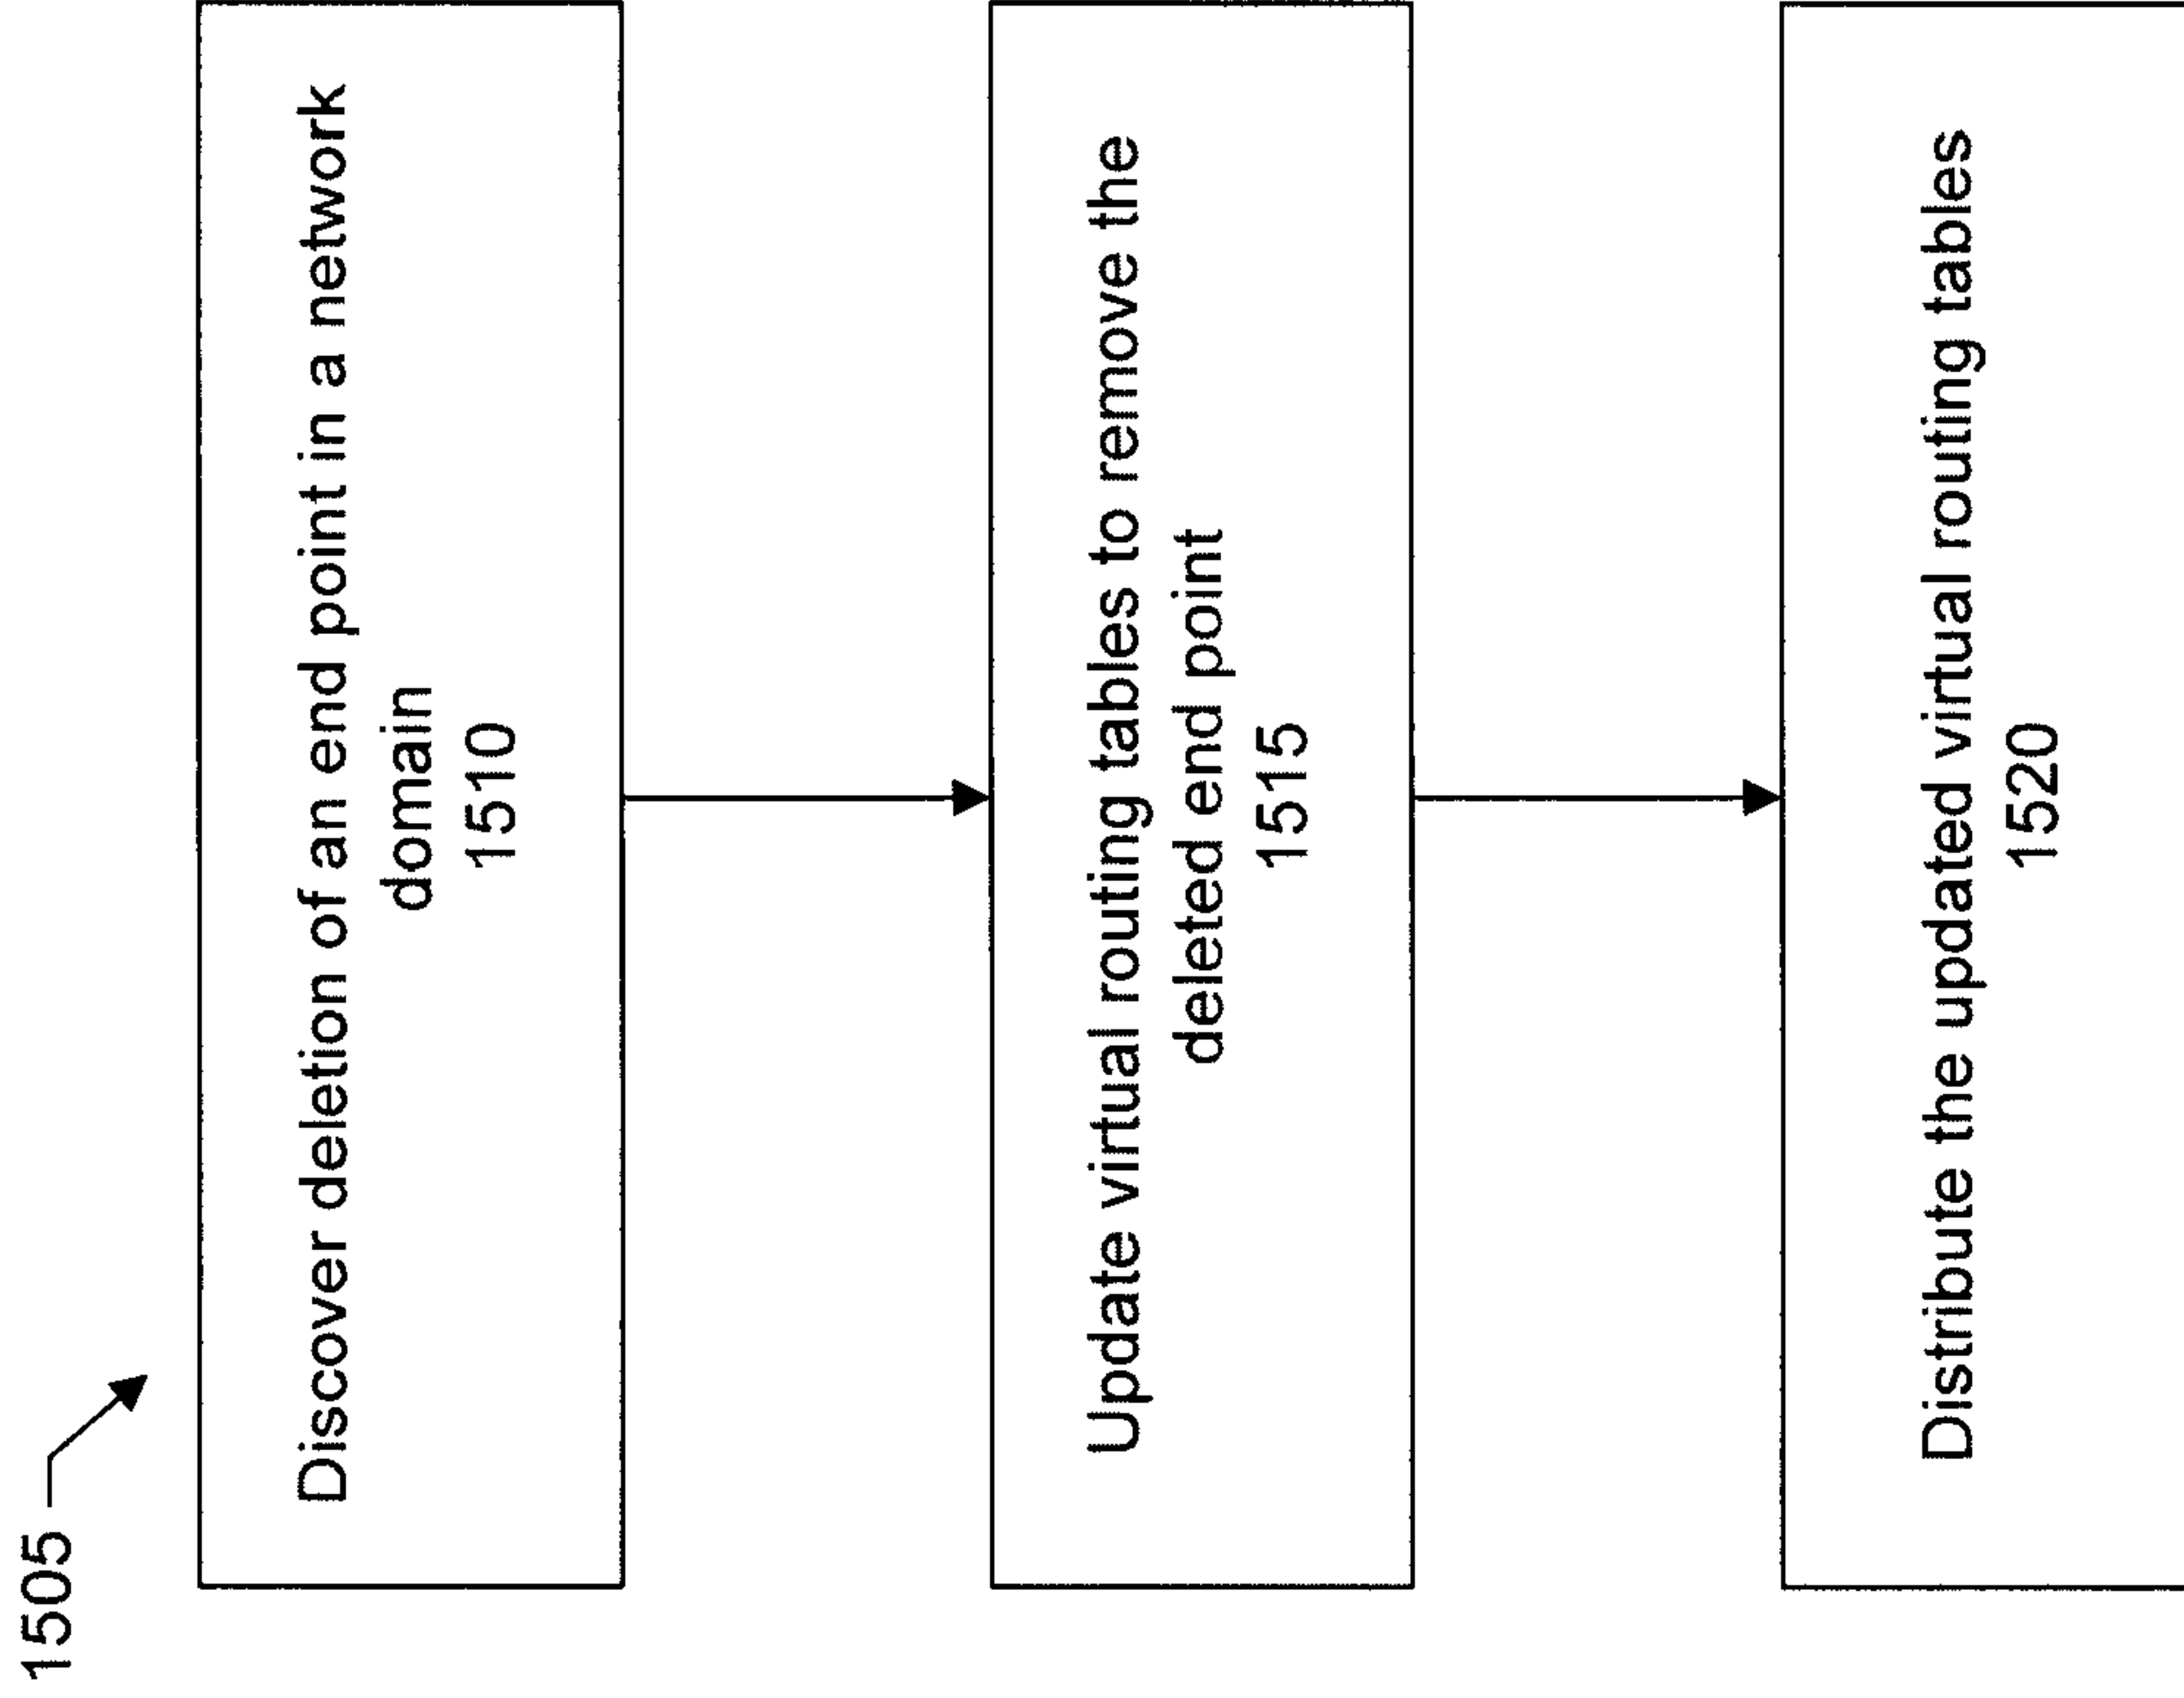 1505
Discover deletion of an end point in a network
domain
1510
Update virtual routing tables to remove the
deleted end point
1515
Distribute the updated virtual routing tables
1520